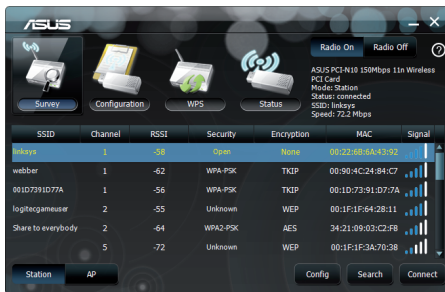 ASUS
Radio On Radio Off
ASUS PCI-N10 150Mbps 11n Wireless
PCI Card
Mode: Station
Status: connected
SSID: linksys
Speed: 72.2 Mbps
Survey Configuration WPS Status
SSID Channel RSSI Security Encryption MAC Signal
linksys 1 -58 Open None 00:22:6B:6A:43:92
webber 1 -62 WPA-PSK TKIP 00:90:4C:24:84:C7
001D7391D77A 1 -56 WPA-PSK TKIP 00:1D:73:91:D7:7A
logitecgameuser 2 -55 Unknown WEP 00:1F:1F:64:28:11
Share to everybody 2 -64 WPA2-PSK AES 34:21:09:03:C2:FB
5 -72 Unknown WEP 00:1F:1F:3A:70:38
Station AP Config Search Connect